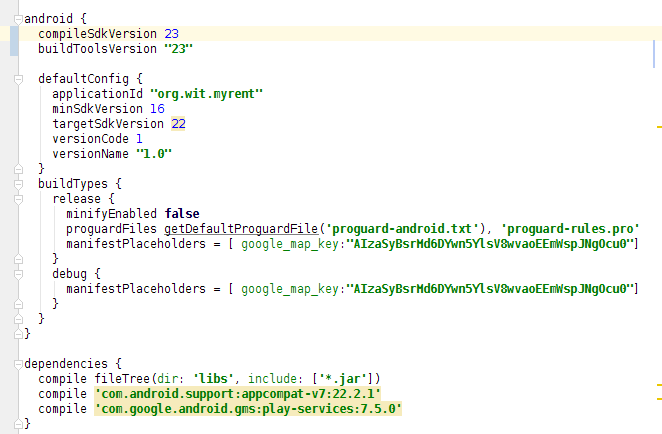 android {
    compileSdkVersion 23
    buildToolsVersion "23"

    defaultConfig {
        applicationId "org.wit.myrent"
        minSdkVersion 16
        targetSdkVersion 22
        versionCode 1
        versionName "1.0"
    }
    buildTypes {
        release {
            minifyEnabled false
            proguardFiles getDefaultProguardFile('proguard-android.txt'), 'proguard-rules.pro'
            manifestPlaceholders = [ google_map_key:"AIzaSyBsrMd6DYwn5YlsV8wvaoEEmWspJNgOcu0"]
        }
        debug {
            manifestPlaceholders = [ google_map_key:"AIzaSyBsrMd6DYwn5YlsV8wvaoEEmWspJNgOcu0"]
        }
    }
}

dependencies {
    compile fileTree(dir: 'libs', include: ['*.jar'])
    compile 'com.android.support:appcompat-v7:22.2.1'
    compile 'com.google.android.gms:play-services:7.5.0'
}